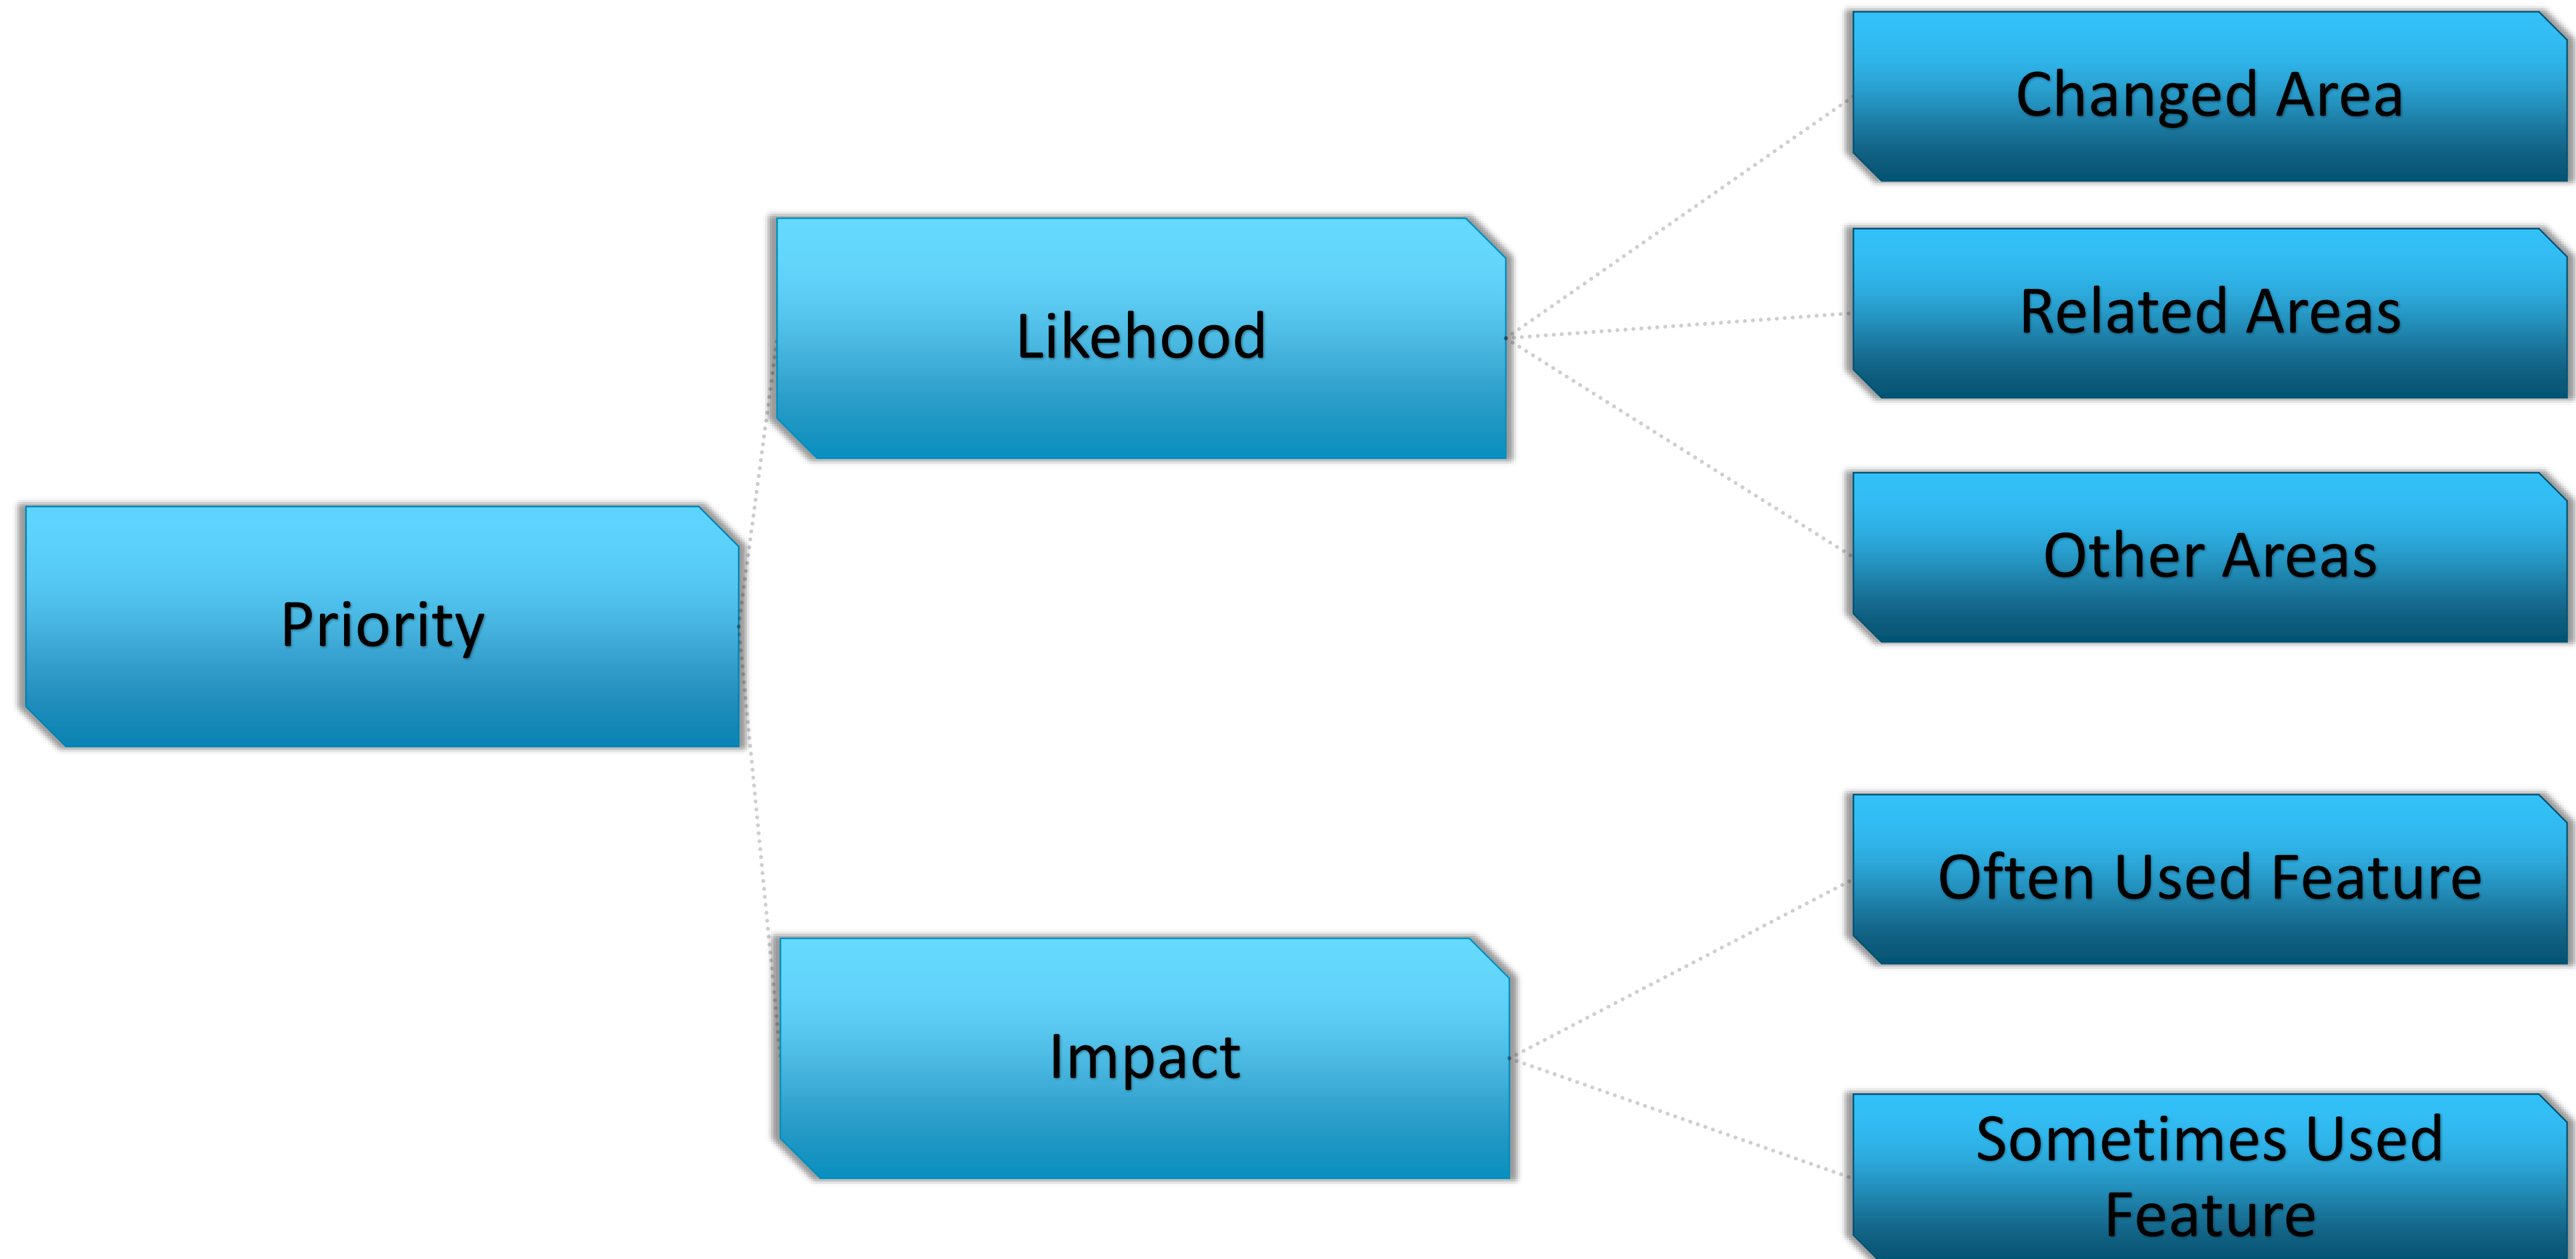 Changed Area
Likehood
Related Areas
Other Areas
Priority
Often Used Feature
Impact
Sometimes Used
Feature